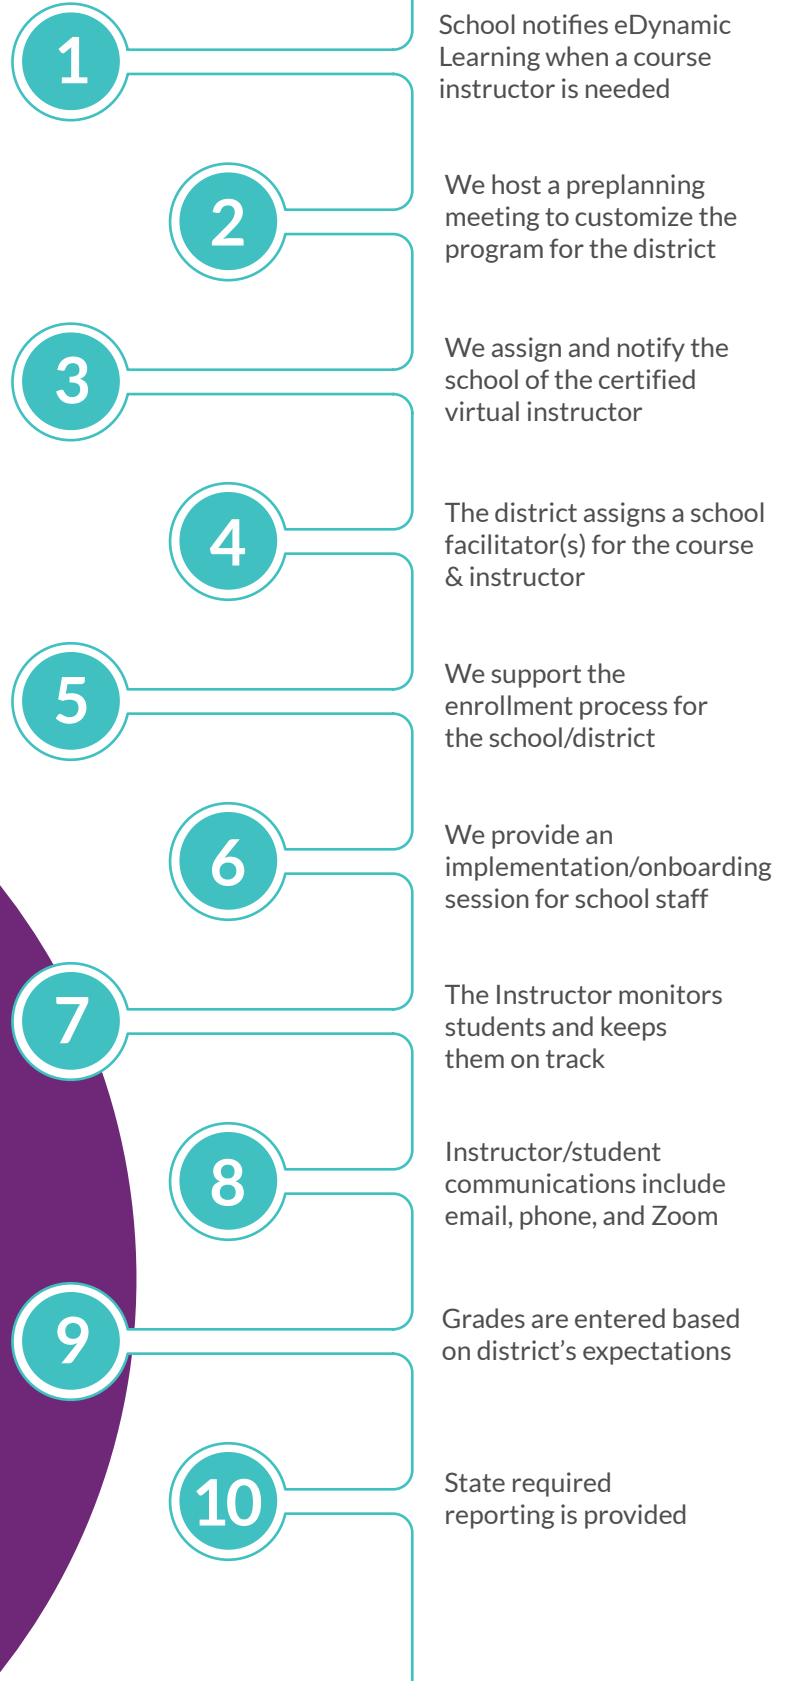 1
School notifies eDynamic
Learning when a course
instructor is needed
2
We host a preplanning
meeting to customize the
program for the district
3
We assign and notify the
school of the certified
virtual instructor
4
The district assigns a school
facilitator(s) for the course
& instructor
5
We support the
enrollment process for
the school/district
6
We provide an
implementation/onboarding
session for school staff
7
The Instructor monitors
students and keeps
them on track
8
Instructor/student
communications include
email, phone, and Zoom
9
Grades are entered based
on district’s expectations
10
State required
reporting is provided